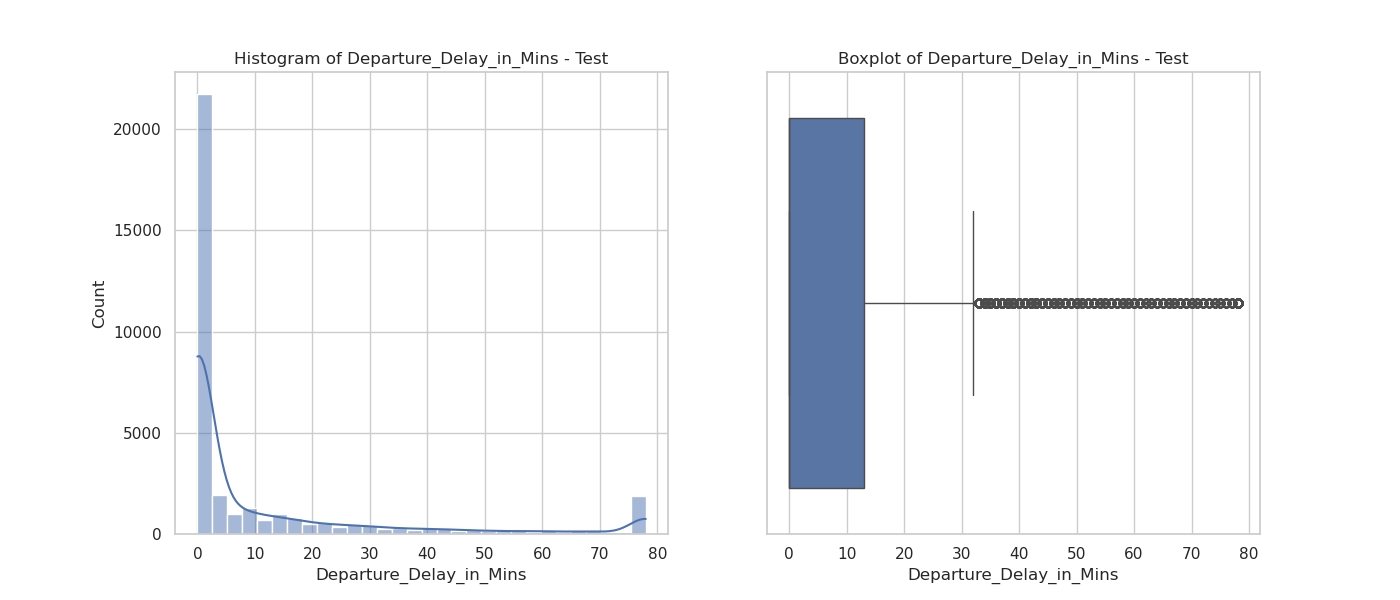 Histogram of Departure_Delay_in_Mins - Test
Count
20000
15000
10000
5000
0
0 10 20 30 40 50 60 70 80
Departure_Delay_in_Mins
Boxplot of Departure_Delay_in_Mins - Test
0 10 20 30 40 50 60 70 80
Departure_Delay_in_Mins